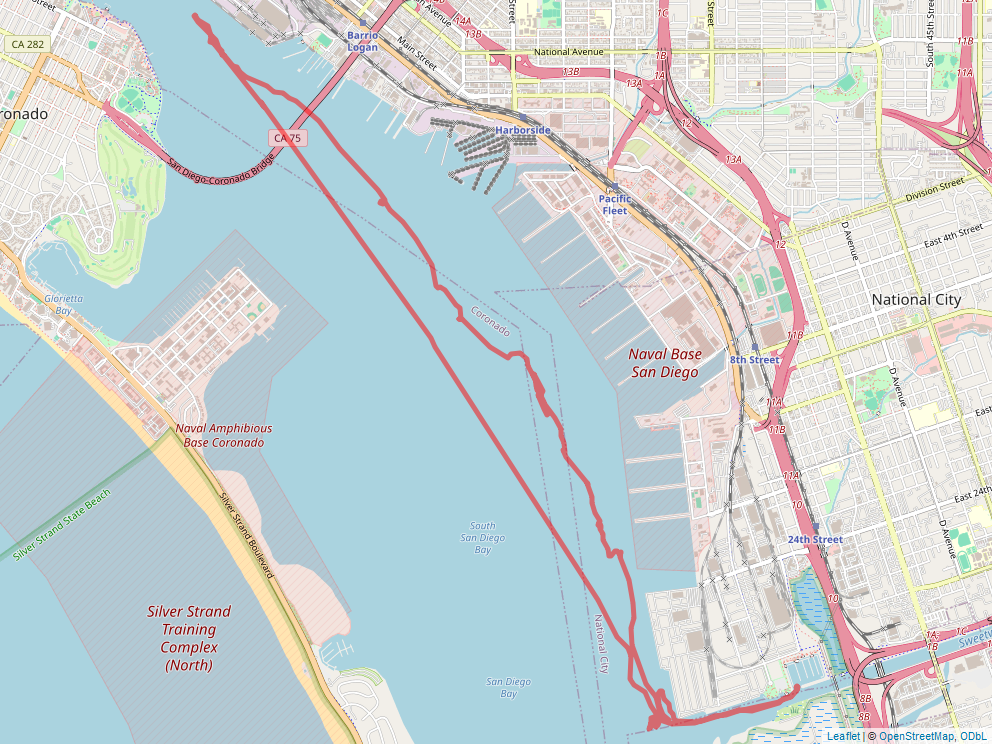 CA 282
ronado
14A
13B
Avenue
Street
1C
1B
1A
South 45th Street
11B
11A
Barrio
Logan
Main Street
National Avenue
13B
13A
Harborside
12
CA 75
13A
San Diego-Coronado Bridge
Pacific
Fleet
Division Street
D Avenue
East 4th Street
12
Glorietta
Bay
National City
Coronado
11B
Naval Base
San Diego
8th Street
D Avenue
11A
11B
East
Naval Amphibious
Base Coronado
11A
Silver Strand State Beach
Silver Strand Boulevard
10
East 24th
South
San Diego
Bay
24th Street
D Avenue
Silver Strand
Training
Complex
(North)
National City
10
1A
1C
1B
Sweetw
San Diego
Bay
8B
8B
Leaflet | © OpenStreetMap, ODbL